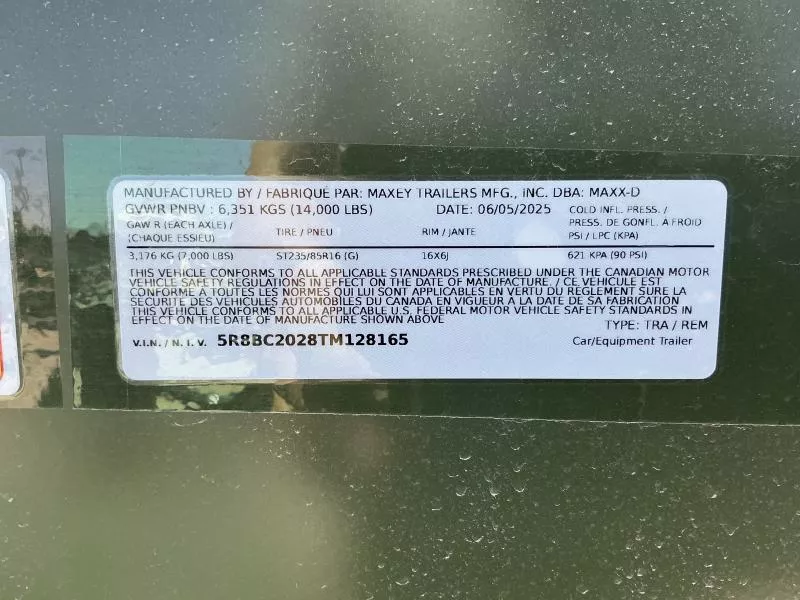 MANUFACTURED BY / FABRIQUE PAR: MAXEY TRAILERS MFG., INC. DBA: MAXX-D
GVWR PNBV : 6,351 KGS (14,000 LBS) DATE: 06/05/2025 COLD INFL. PRESS. /
GAW R (EACH AXLE) / TIRE / PNEU RIM / JANTE PRESS. DE GONFL. A FROID
(CHAQUE ESSIEU) PSI / LPC (KPA)
3,176 KG (7,000 LBS) ST235/85R16 (G) 16X6J 621 KPA (90 PSI)
THIS VEHICLE CONFORMS TO ALL APPLICABLE STANDARDS PRESCRIBED UNDER THE CANADIAN MOTOR
VEHICLE SAFETY REGULATIONS IN EFFECT ON THE DATE OF MANUFACTURE. / CE VEHICULE EST
CONFORME A TOUTES LES NORMES QUI LUI SONT APPLICABLES EN VERTU DU REGLEMENT SUR LA
SECURITE DES VEHICULES AUTOMOBILES DU CANADA EN VIGUEUR A LA DATE DE SA FABRICATION
THIS VEHICLE CONFORMS TO ALL APPLICABLE U.S. FEDERAL MOTOR VEHICLE SAFETY STANDARDS IN
EFFECT ON THE DATE OF MANUFACTURE SHOWN ABOVE
TYPE: TRA / REM
V.I.N. / N. I. V. 5R8BC2028TM128165 Car/Equipment Trailer